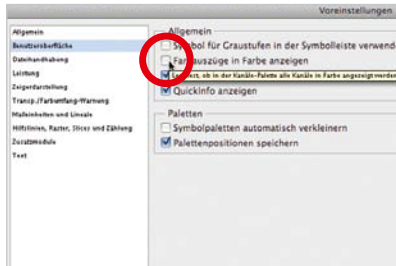 Voreinstellungen
Allgemein
Benutzeroberfläche
Dateihandhabung
Leistung
Zeigerdarstellung
Transp./Farbumfang-Warnung
Maßeinheiten und Lineale
Hilfslinien, Raster, Slices und Zählung
Zusatzmodule
Text
Allgemein
Symbol für Graustufen in der Symbolleiste verwend
Farbauszüge in Farbe anzeigen
ob in der Kanäle-Palette alle Kanäle in Farbe angezeigt werden
QuickInfo anzeigen
Paletten
Symbolpaletten automatisch verkleinern
Palettenpositionen speichern